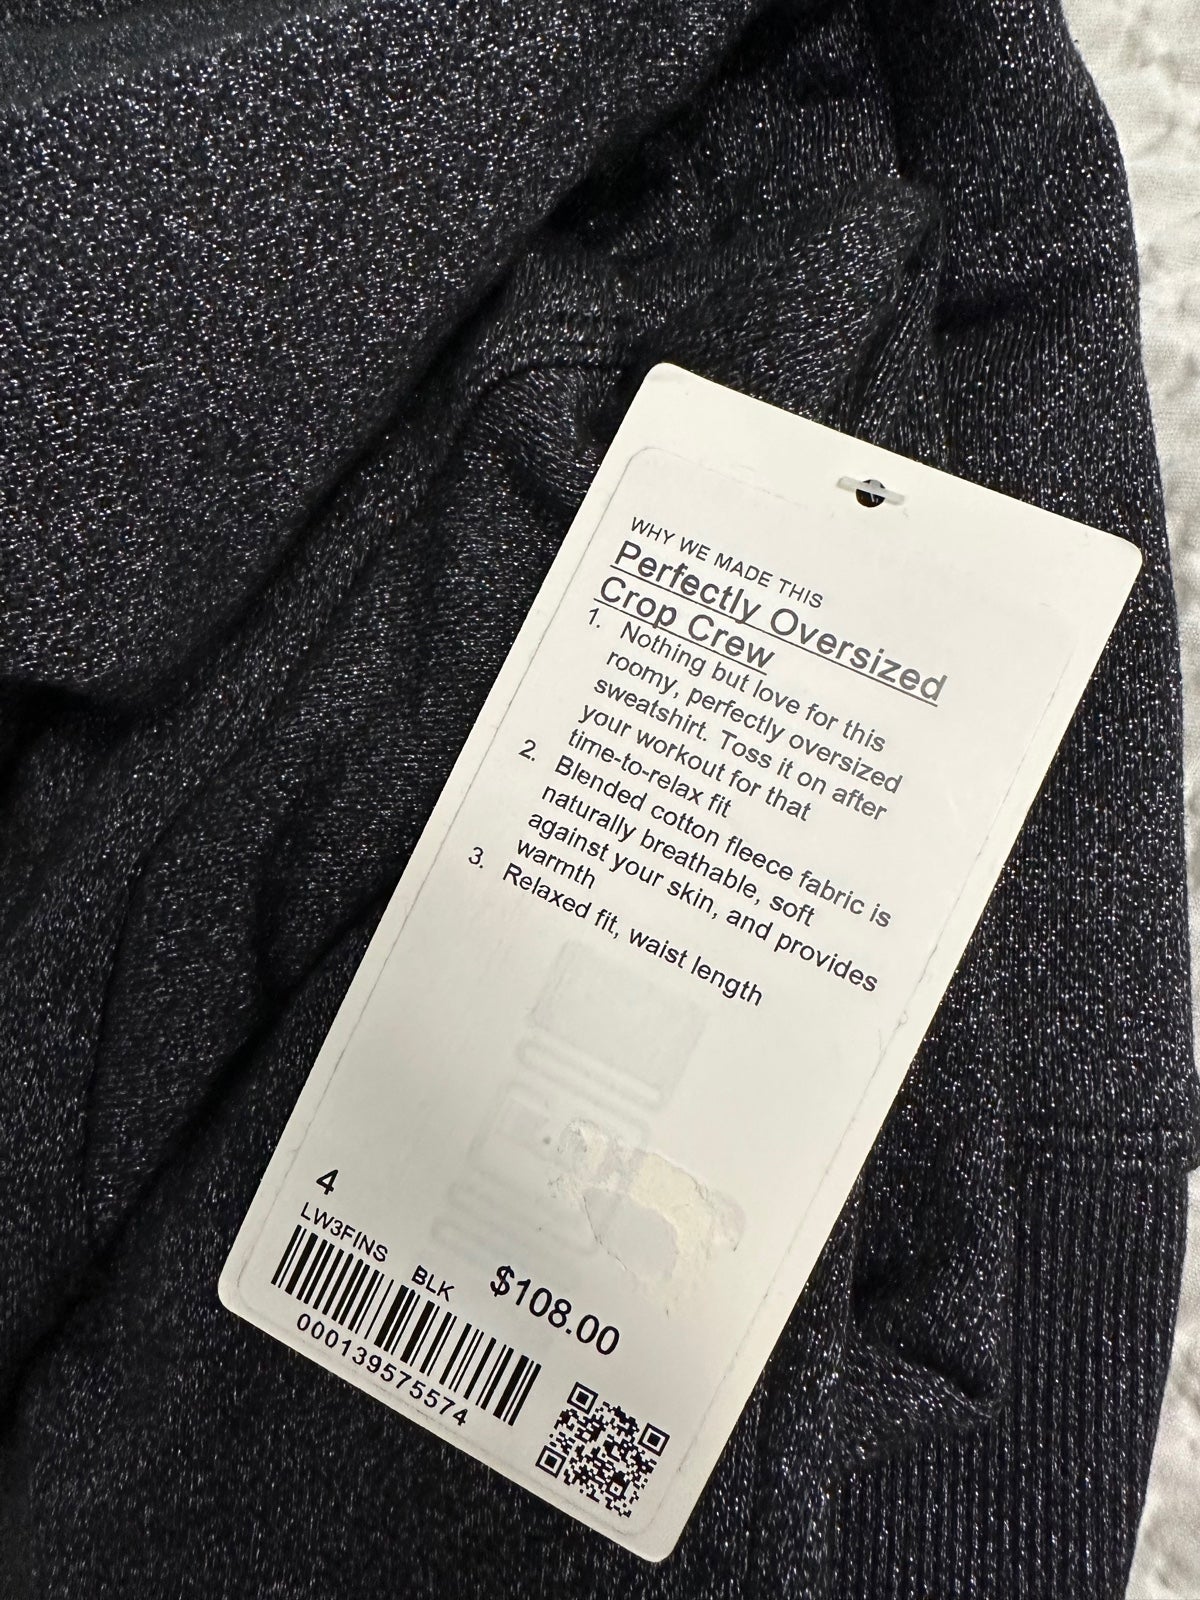 WHY WE MADE THIS
Perfectly Oversized
Crop Crew
1. Nothing but love for this
roomy, perfectly oversized
sweatshirt. Toss it on after
your workout for that
time-to-relax fit
2. Blended cotton fleece fabric is
naturally breathable, soft
against your skin, and provides
warmth
3. Relaxed fit, waist length
4
LW3FINS BLK $108.00
000139575574